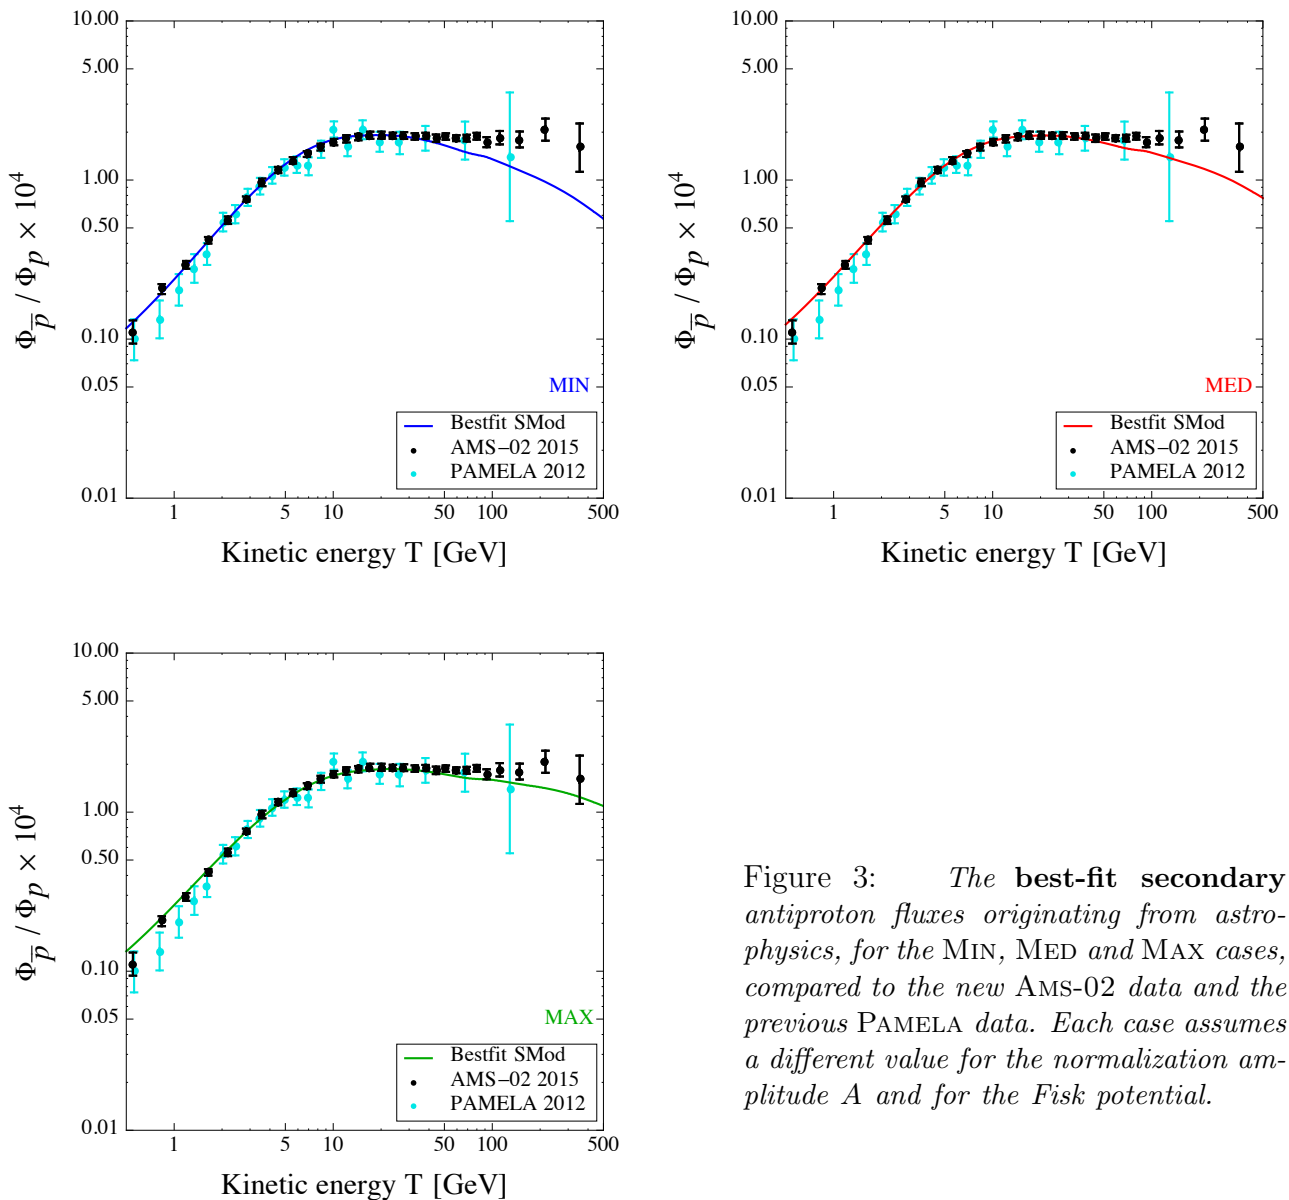 10.00
5.00
1.00
0.50
0.10
0.05
0.01
Φp̅ / Φp × 10⁴
MIN
Bestfit SMod
AMS−02 2015
PAMELA 2012
1 5 10 50 100 500
Kinetic energy T [GeV]
10.00
5.00
1.00
0.50
0.10
0.05
0.01
Φp̅ / Φp × 10⁴
MED
Bestfit SMod
AMS−02 2015
PAMELA 2012
1 5 10 50 100 500
Kinetic energy T [GeV]
10.00
5.00
1.00
0.50
0.10
0.05
0.01
Φp̅ / Φp × 10⁴
MAX
Bestfit SMod
AMS−02 2015
PAMELA 2012
1 5 10 50 100 500
Kinetic energy T [GeV]
Figure 3: The best-fit secondary
antiproton fluxes originating from astro-
physics, for the MIN, MED and MAX cases,
compared to the new AMS-02 data and the
previous PAMELA data. Each case assumes
a different value for the normalization am-
plitude A and for the Fisk potential.